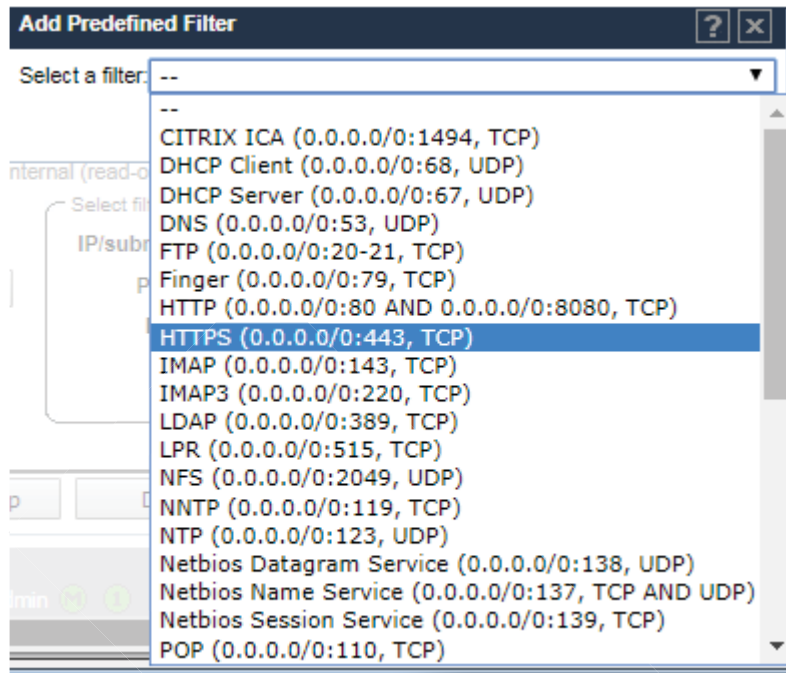 Add Predefined Filter ? x
Select a filter: --
--
CITRIX ICA (0.0.0.0/0:1494, TCP)
DHCP Client (0.0.0.0/0:68, UDP)
DHCP Server (0.0.0.0/0:67, UDP)
DNS (0.0.0.0/0:53, UDP)
FTP (0.0.0.0/0:20-21, TCP)
Finger (0.0.0.0/0:79, TCP)
HTTP (0.0.0.0/0:80 AND 0.0.0.0/0:8080, TCP)
HTTPS (0.0.0.0/0:443, TCP)
IMAP (0.0.0.0/0:143, TCP)
IMAP3 (0.0.0.0/0:220, TCP)
LDAP (0.0.0.0/0:389, TCP)
LPR (0.0.0.0/0:515, TCP)
NFS (0.0.0.0/0:2049, UDP)
NNTP (0.0.0.0/0:119, TCP)
NTP (0.0.0.0/0:123, UDP)
Netbios Datagram Service (0.0.0.0/0:138, UDP)
Netbios Name Service (0.0.0.0/0:137, TCP AND UDP)
Netbios Session Service (0.0.0.0/0:139, TCP)
POP (0.0.0.0/0:110, TCP)
nternal (read-o
Select filt
IP/subr
P
p
D
dmin M